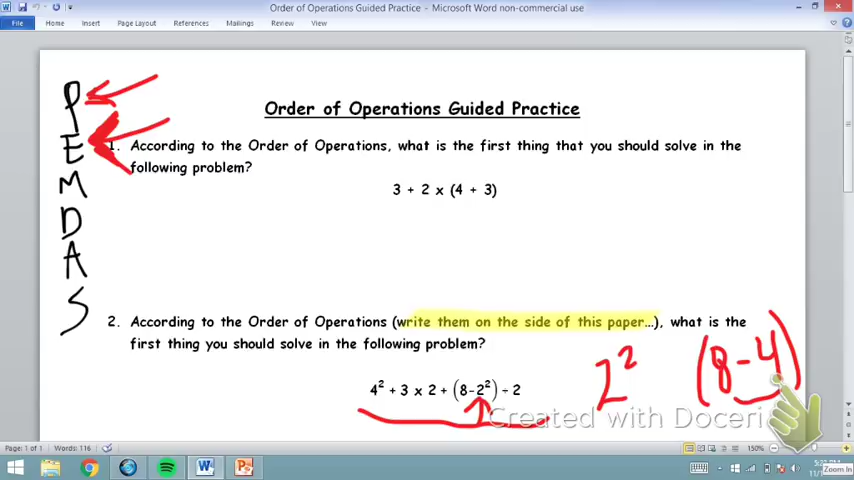 Order of Operations Guided Practice - Microsoft Word non-commercial use
File Home Insert Page Layout References Mailings Review View
P
E
M
D
A
S
Order of Operations Guided Practice
1. According to the Order of Operations, what is the first thing that you should solve in the
following problem?
3 + 2 x (4 + 3)
2. According to the Order of Operations (write them on the side of this paper…), what is the
first thing you should solve in the following problem?
4² + 3 x 2 + (8-2²) ÷ 2
2² (8-4)
Created with Doceri
Page: 1 of 1 Words: 116 150%
Zoom In